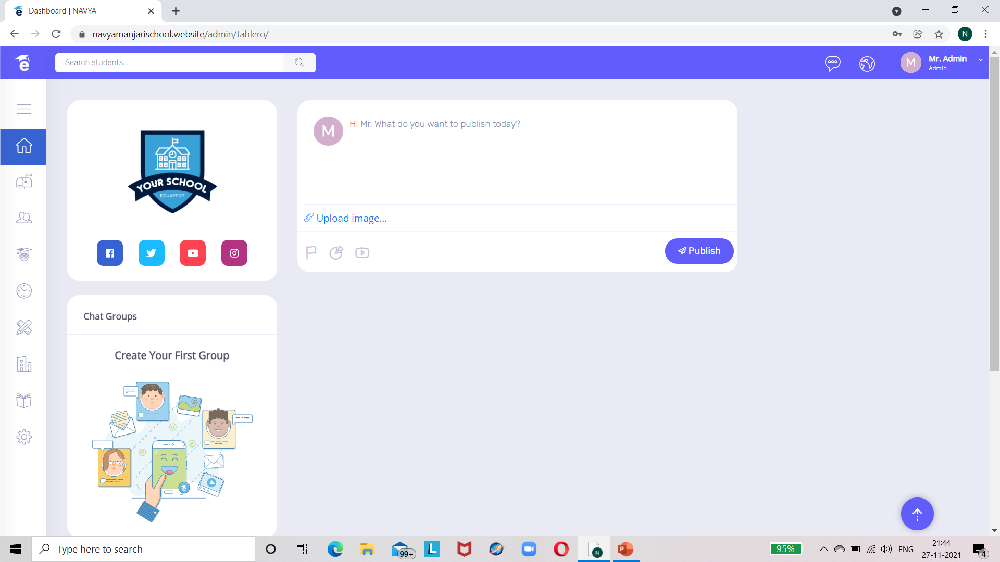 Dashboard | NAVYA
navyamanjarischool.website/admin/tablero/
N
Search students...
M
Mr. Admin
Admin
YOUR SCHOOL
EDUAPPGT
M
Hi Mr. What do you want to publish today?
Upload image...
Publish
Chat Groups
Create Your First Group
Type here to search
99+
L
N
P
95%
ENG
21:44
27-11-2021
4